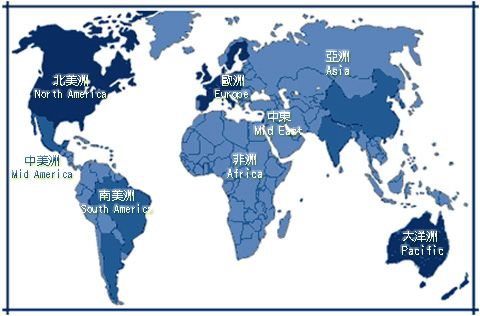 北美洲
North America
歐洲
Europe
亞洲
Asia
中東
Mid East
中美洲
Mid America
非洲
Africa
南美洲
South America
大洋洲
Pacific